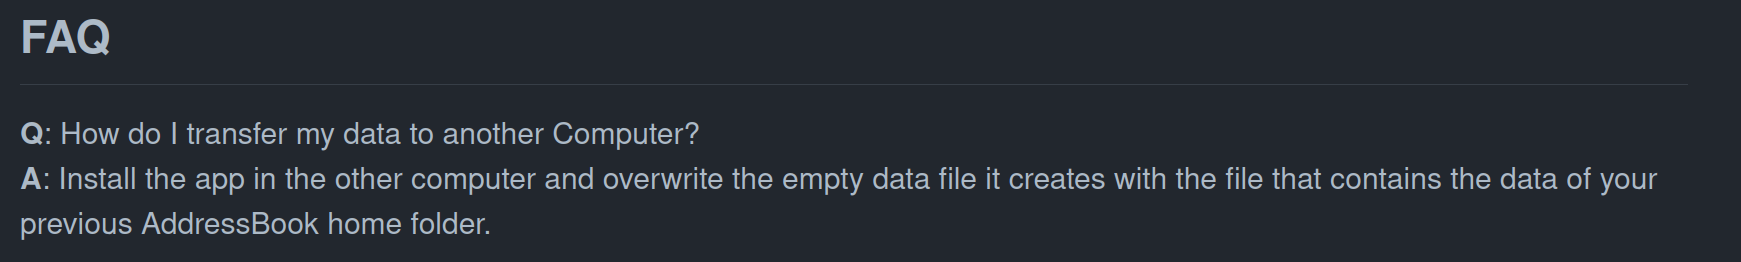 FAQ
Q: How do I transfer my data to another Computer?
A: Install the app in the other computer and overwrite the empty data file it creates with the file that contains the data of your
previous AddressBook home folder.